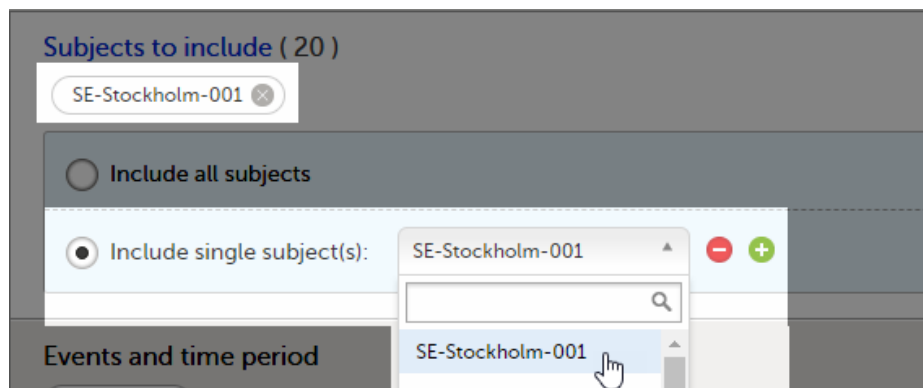 Subjects to include ( 20 )
SE-Stockholm-001
Include all subjects
Include single subject(s): SE-Stockholm-001
SE-Stockholm-001
Events and time period